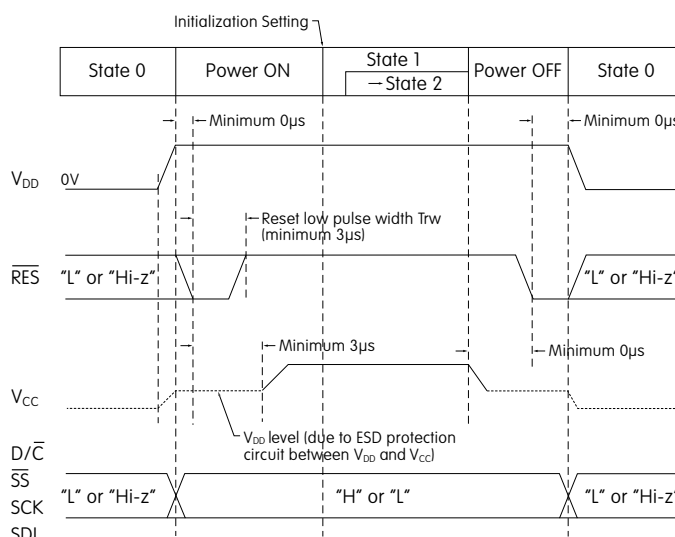 Initialization Setting
State 0
Power ON
State 1
→ State 2
Power OFF
State 0
Minimum 0µs
Minimum 0µs
VDD
0V
Reset low pulse width Trw
(minimum 3µs)
RES
"L" or "Hi-z"
"L" or "Hi-z"
Minimum 3µs
Minimum 0µs
VCC
VDD level (due to ESD protection
circuit between VDD and VCC)
D/C̅
S̅S̅
SCK
SDI
"L" or "Hi-z"
"H" or "L"
"L" or "Hi-z"